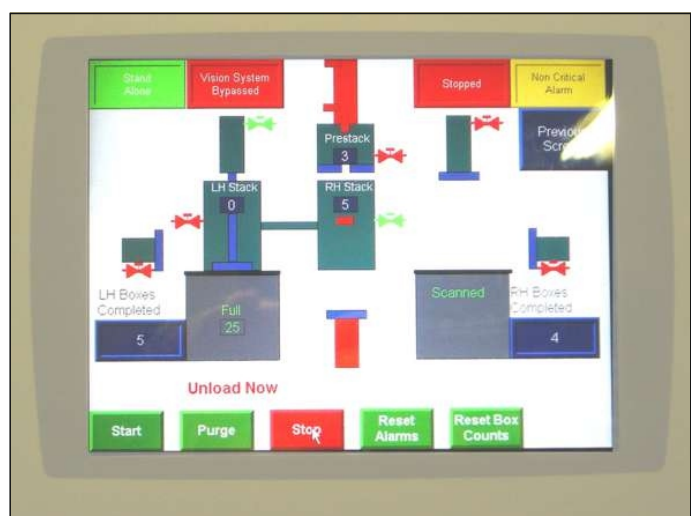 Stand
Alone
Vision System
Bypassed
Stopped
Non Critical
Alarm
Previous
Screen
Prestack
3
LH Stack
0
RH Stack
5
LH Boxes
Completed
5
Full
25
Scanned
RH Boxes
Completed
4
Unload Now
Start
Purge
Stop
Reset
Alarms
Reset Box
Counts